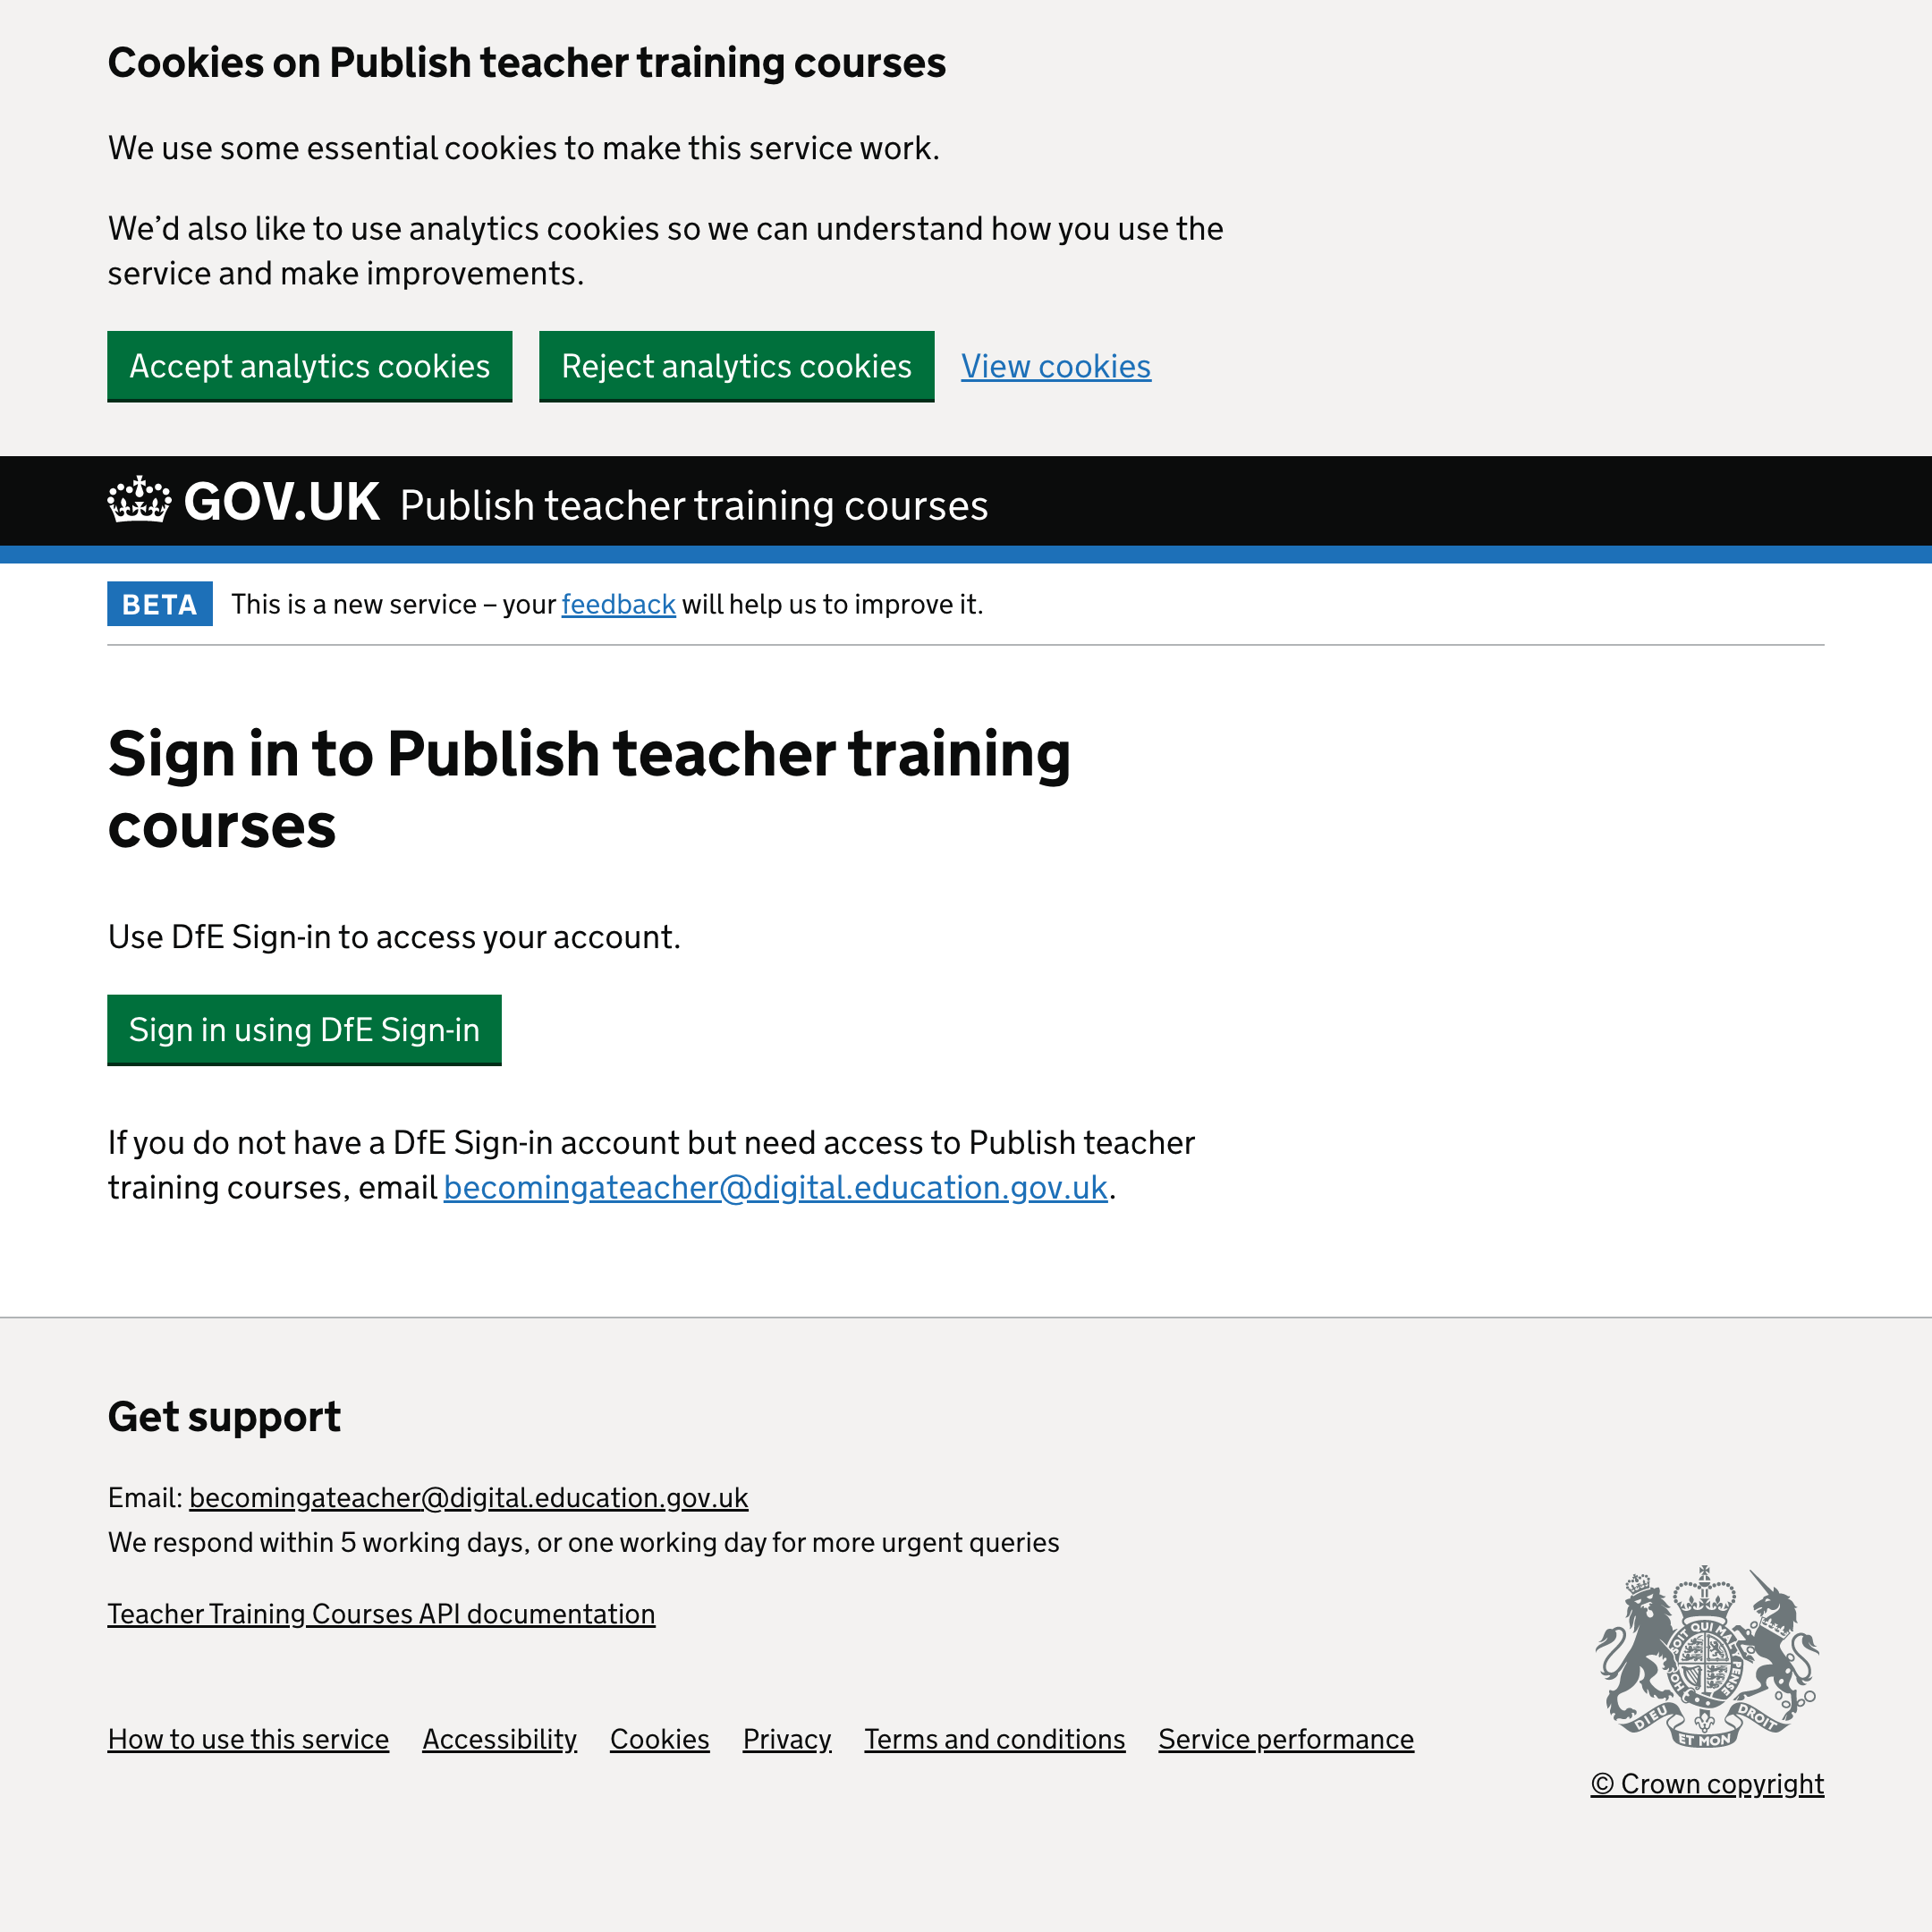 Cookies on Publish teacher training courses
We use some essential cookies to make this service work.
We’d also like to use analytics cookies so we can understand how you use the
service and make improvements.
Accept analytics cookies Reject analytics cookies View cookies
GOV.UK Publish teacher training courses
BETA This is a new service – your feedback will help us to improve it.
Sign in to Publish teacher training
courses
Use DfE Sign-in to access your account.
Sign in using DfE Sign-in
If you do not have a DfE Sign-in account but need access to Publish teacher
training courses, email becomingateacher@digital.education.gov.uk.
Get support
Email: becomingateacher@digital.education.gov.uk
We respond within 5 working days, or one working day for more urgent queries
Teacher Training Courses API documentation
SOIT QUI MAL Y PENSE
DIEU ET MON DROIT
How to use this service Accessibility Cookies Privacy Terms and conditions Service performance
© Crown copyright